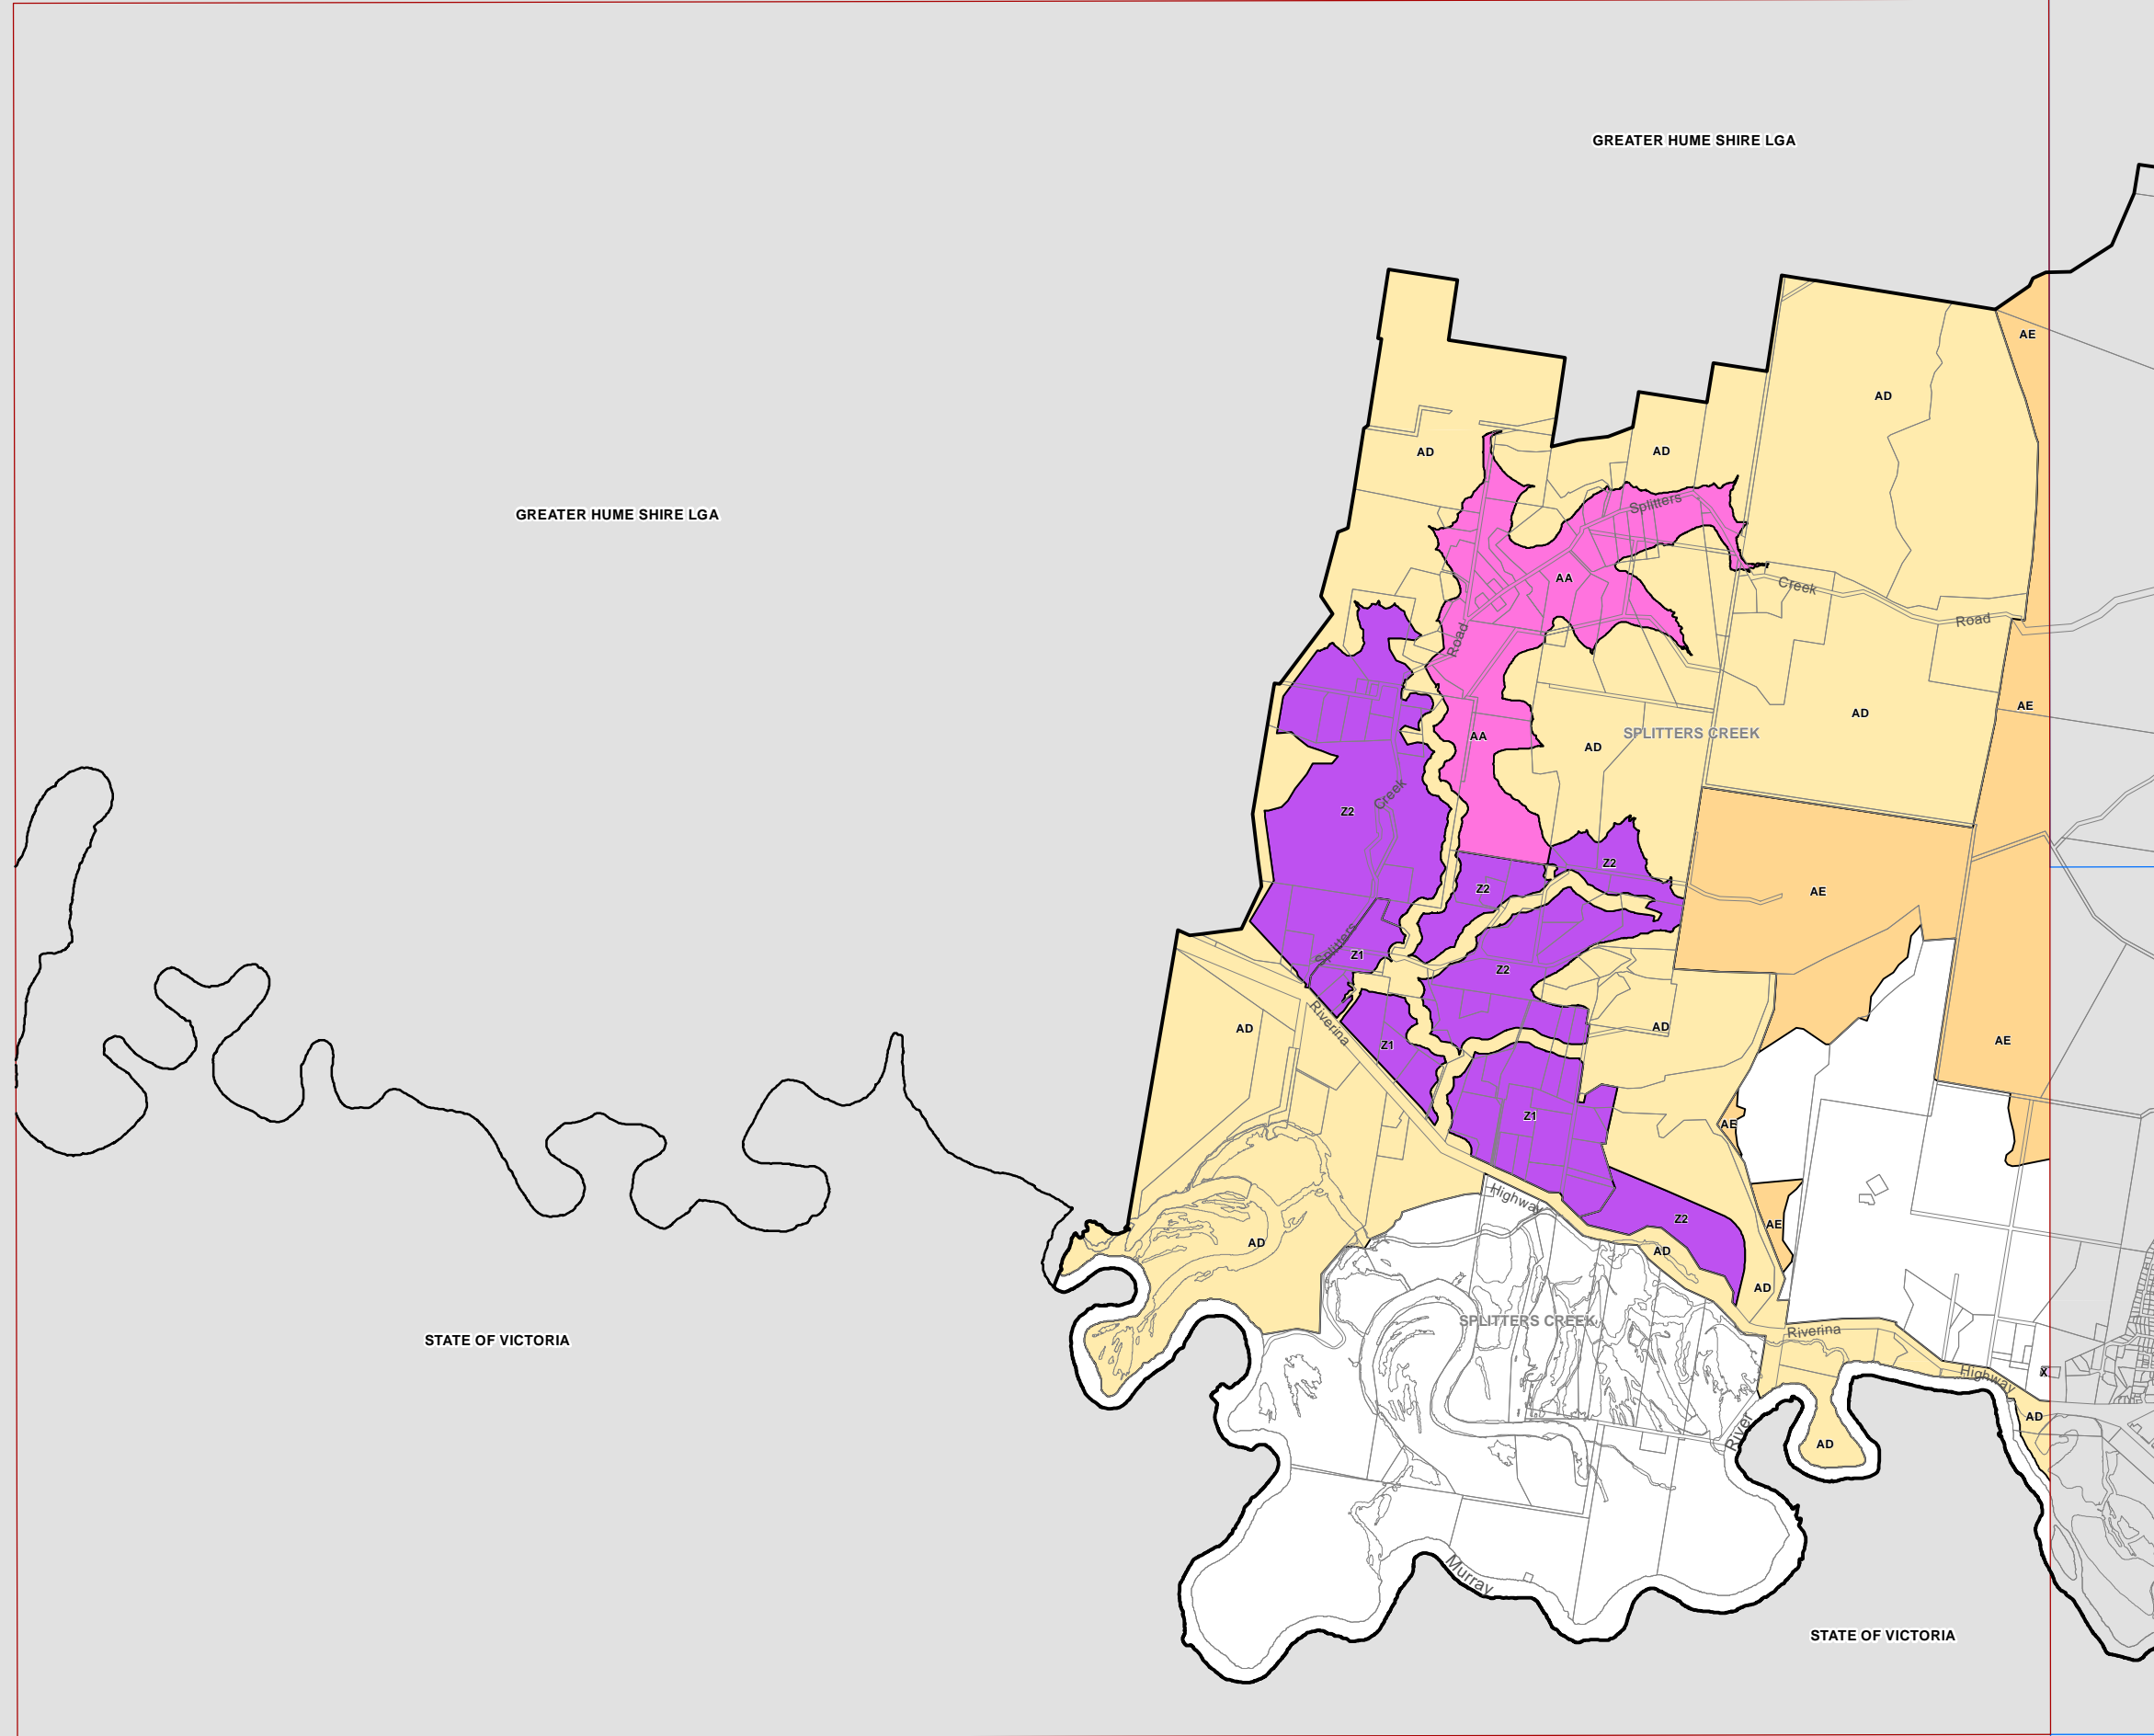 GREATER HUME SHIRE LGA
AE
AD
AD
AD
Splitters
GREATER HUME SHIRE LGA
AA
Creek
Road
Road
AE
AD
SPLITTERS CREEK
AA
AD
Creek
Z2
Z2
Z2
AE
Splitters
Z1
Z2
Riverina
AD
AD
AE
Z1
Z1
AE
Highway
Z2
AE
AD
AD
AD
SPLITTERS CREEK
Riverina
STATE OF VICTORIA
Highway
X
AD
River
AD
Murray
STATE OF VICTORIA